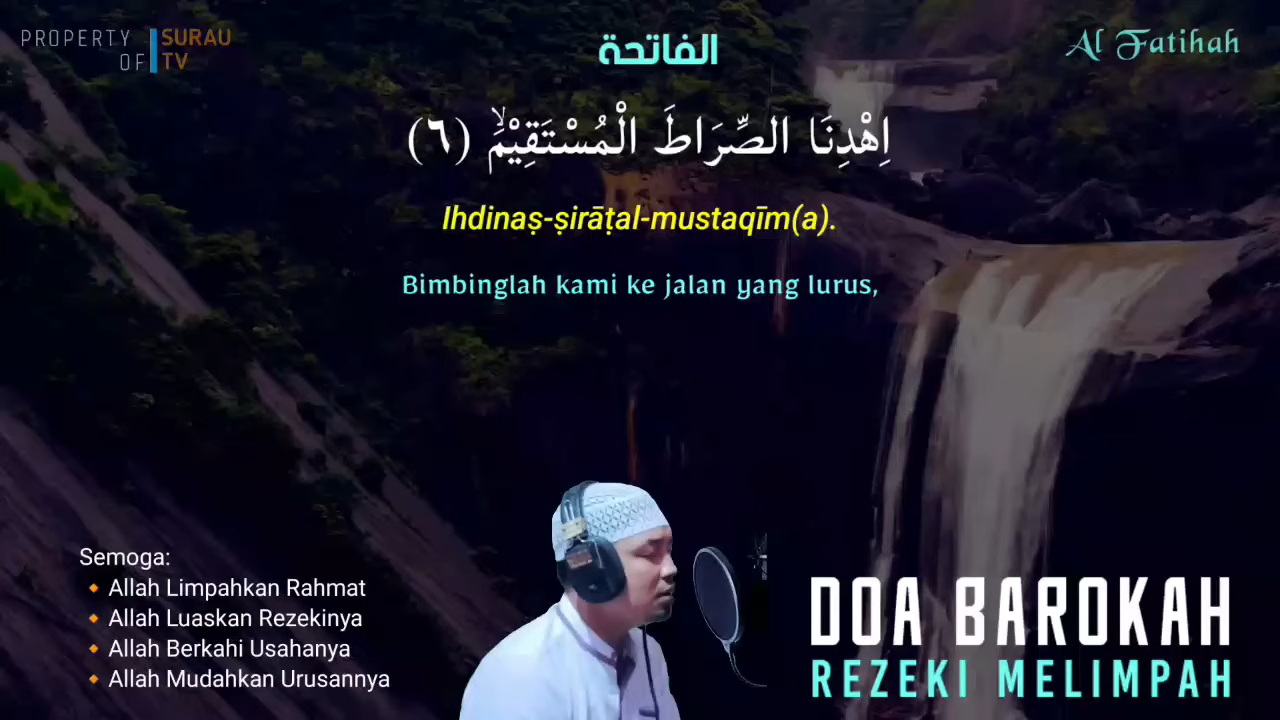 PROPERTY OF
SURAU TV
الفاتحة
Al Fatihah
اِهْدِنَا الصِّرَاطَ الْمُسْتَقِيْمَۙ (٦)
Ihdinaṣ-ṣirāṭal-mustaqīm(a).
Bimbinglah kami ke jalan yang lurus,
Semoga:
🔸Allah Limpahkan Rahmat
🔸Allah Luaskan Rezekinya
🔸Allah Berkahi Usahanya
🔸Allah Mudahkan Urusannya
DOA BAROKAH
REZEKI MELIMPAH